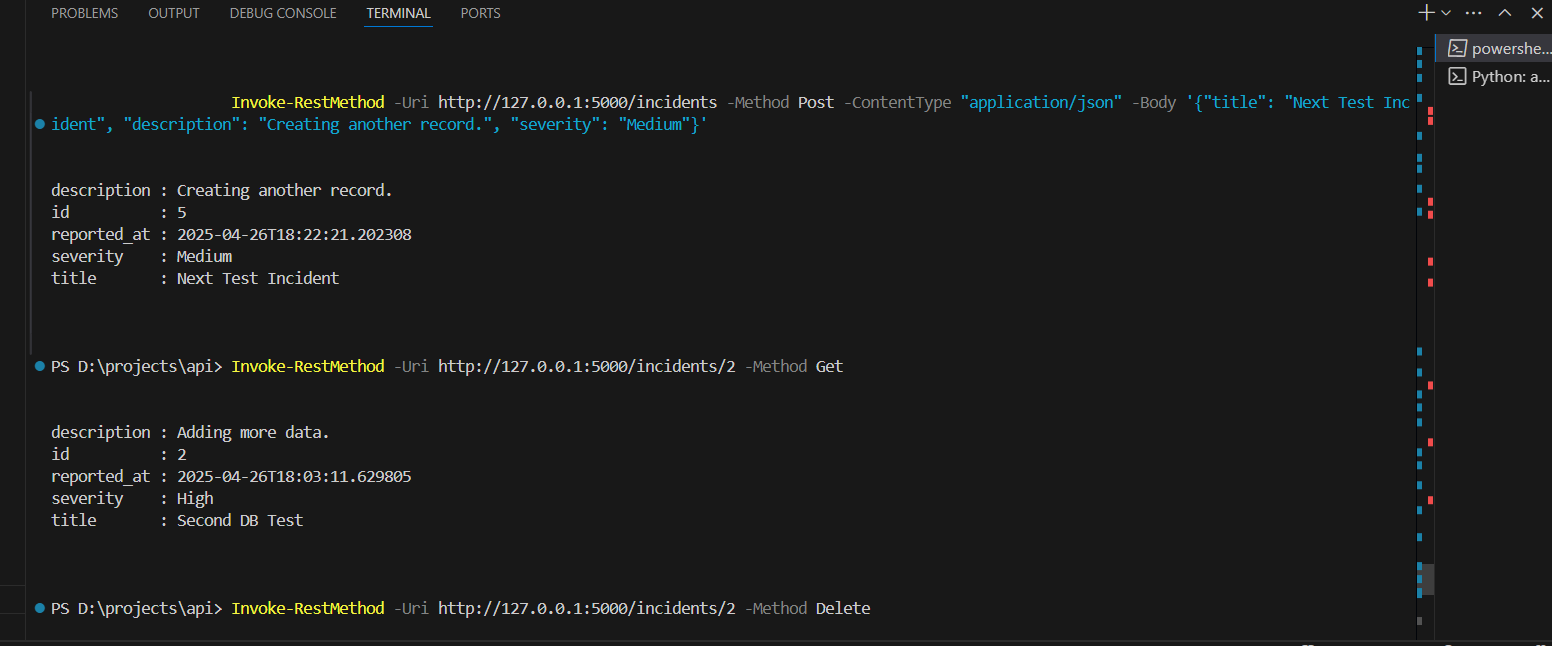 PROBLEMS OUTPUT DEBUG CONSOLE TERMINAL PORTS
powershe...
Python: a...
Invoke-RestMethod -Uri http://127.0.0.1:5000/incidents -Method Post -ContentType "application/json" -Body '{"title": "Next Test Inc
ident", "description": "Creating another record.", "severity": "Medium"}'
description : Creating another record.
id : 5
reported_at : 2025-04-26T18:22:21.202308
severity : Medium
title : Next Test Incident
PS D:\projects\api> Invoke-RestMethod -Uri http://127.0.0.1:5000/incidents/2 -Method Get
description : Adding more data.
id : 2
reported_at : 2025-04-26T18:03:11.629805
severity : High
title : Second DB Test
PS D:\projects\api> Invoke-RestMethod -Uri http://127.0.0.1:5000/incidents/2 -Method Delete